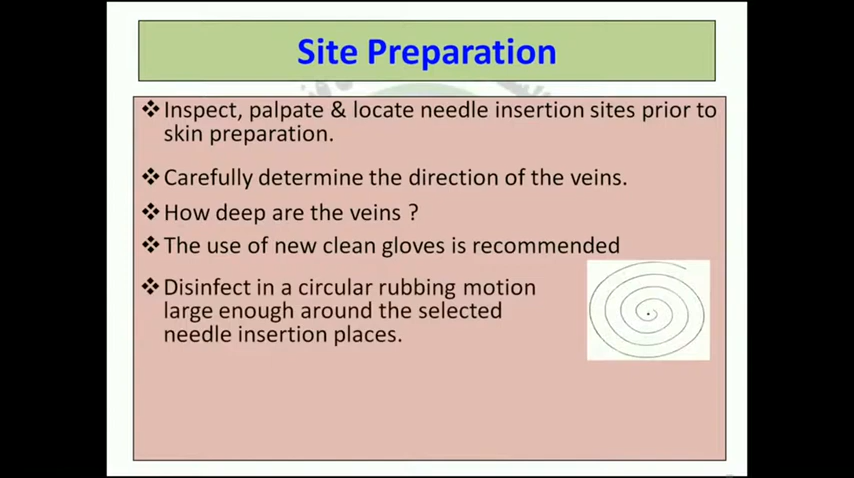 Site Preparation
❖Inspect, palpate & locate needle insertion sites prior to
skin preparation.
❖Carefully determine the direction of the veins.
❖How deep are the veins ?
❖The use of new clean gloves is recommended
❖Disinfect in a circular rubbing motion
large enough around the selected
needle insertion places.